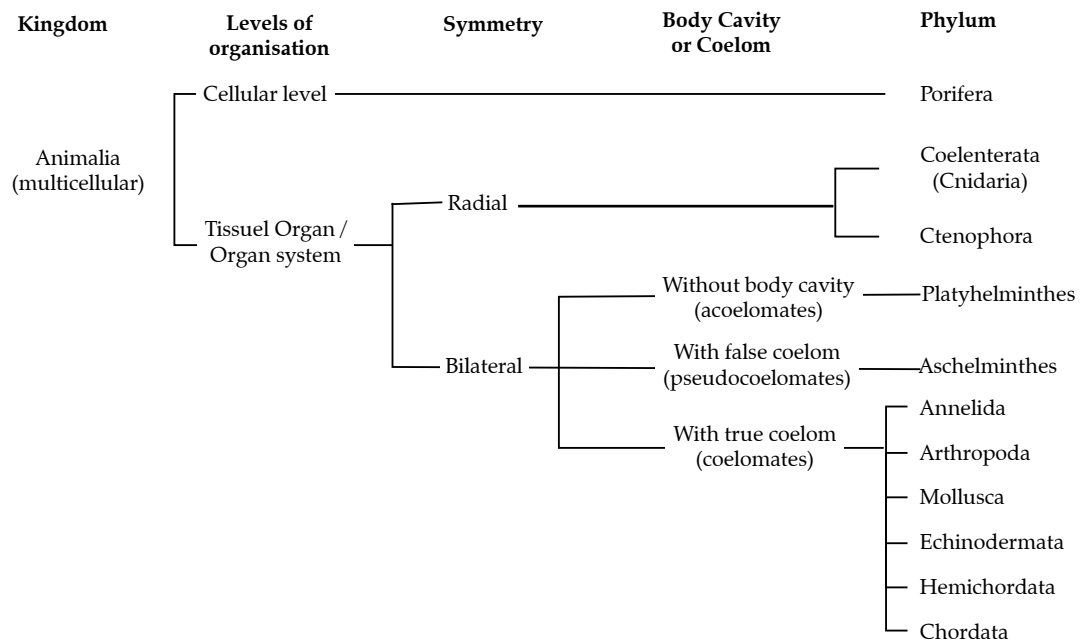 Kingdom
Levels of
organisation
Symmetry
Body Cavity
or Coelom
Phylum
Cellular level
Porifera
Animalia
(multicellular)
Coelenterata
(Cnidaria)
Radial
Tissuel Organ /
Organ system
Ctenophora
Without body cavity
(acoelomates)
Platyhelminthes
Bilateral
With false coelom
(pseudocoelomates)
Aschelminthes
With true coelom
(coelomates)
Annelida
Arthropoda
Mollusca
Echinodermata
Hemichordata
Chordata